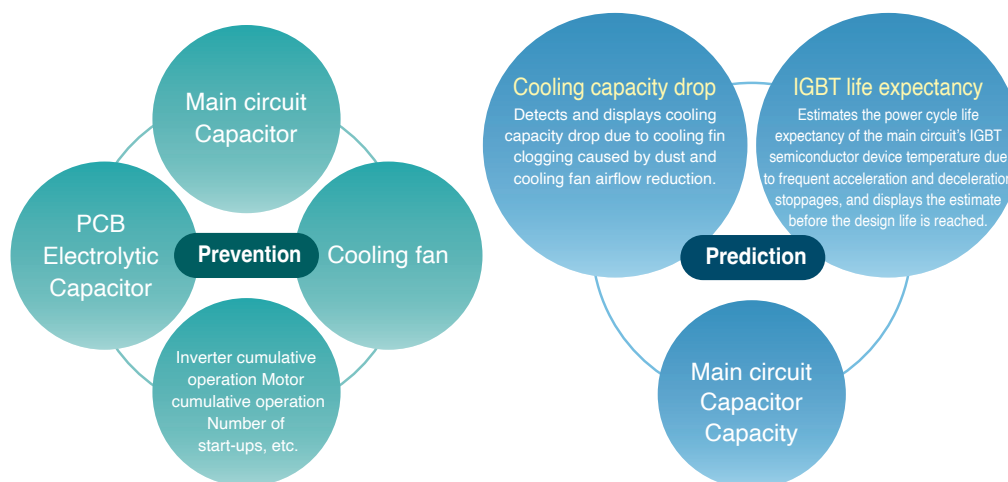 Main circuit
Capacitor
PCB
Electrolytic
Capacitor
Prevention
Cooling fan
Inverter cumulative
operation Motor
cumulative operation
Number of
start-ups, etc.
Cooling capacity drop
Detects and displays cooling
capacity drop due to cooling fin
clogging caused by dust and
cooling fan airflow reduction.
IGBT life expectancy
Estimates the power cycle life
expectancy of the main circuit's IGBT
semiconductor device temperature due
to frequent acceleration and deceleration
stoppages, and displays the estimate
before the design life is reached.
Prediction
Main circuit
Capacitor
Capacity